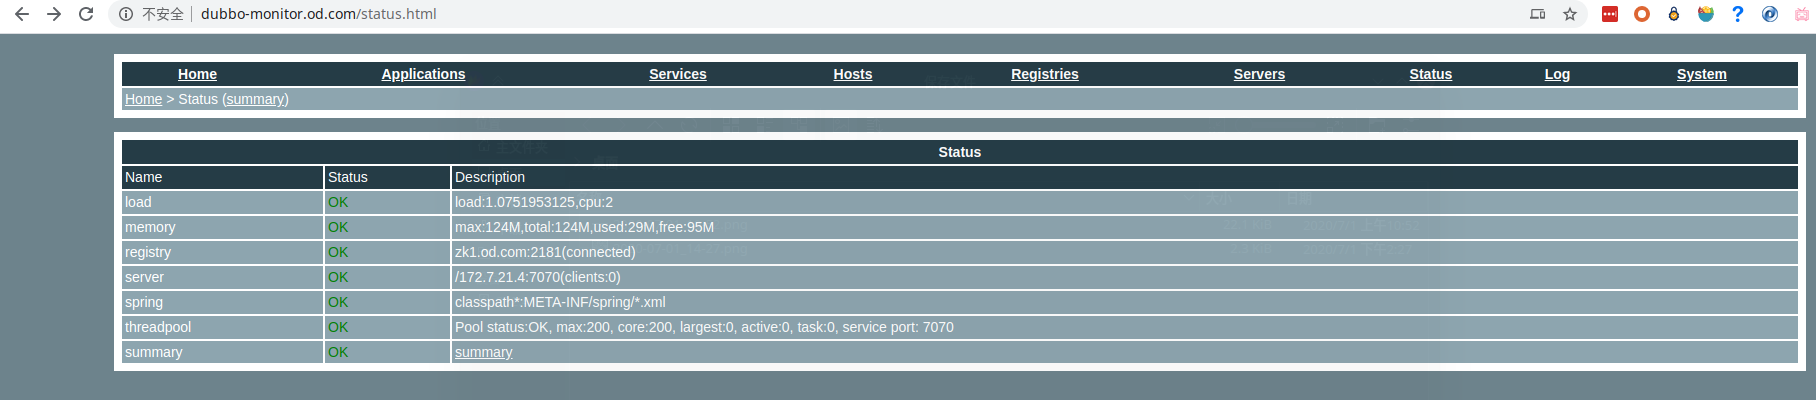 不安全 dubbo-monitor.od.com/status.html
Home Applications Services Hosts Registries Servers Status Log System
Home > Status (summary)
Status
Name Status Description
load OK load:1.0751953125,cpu:2
memory OK max:124M,total:124M,used:29M,free:95M
registry OK zk1.od.com:2181(connected)
server OK /172.7.21.4:7070(clients:0)
spring OK classpath*:META-INF/spring/*.xml
threadpool OK Pool status:OK, max:200, core:200, largest:0, active:0, task:0, service port: 7070
summary OK summary